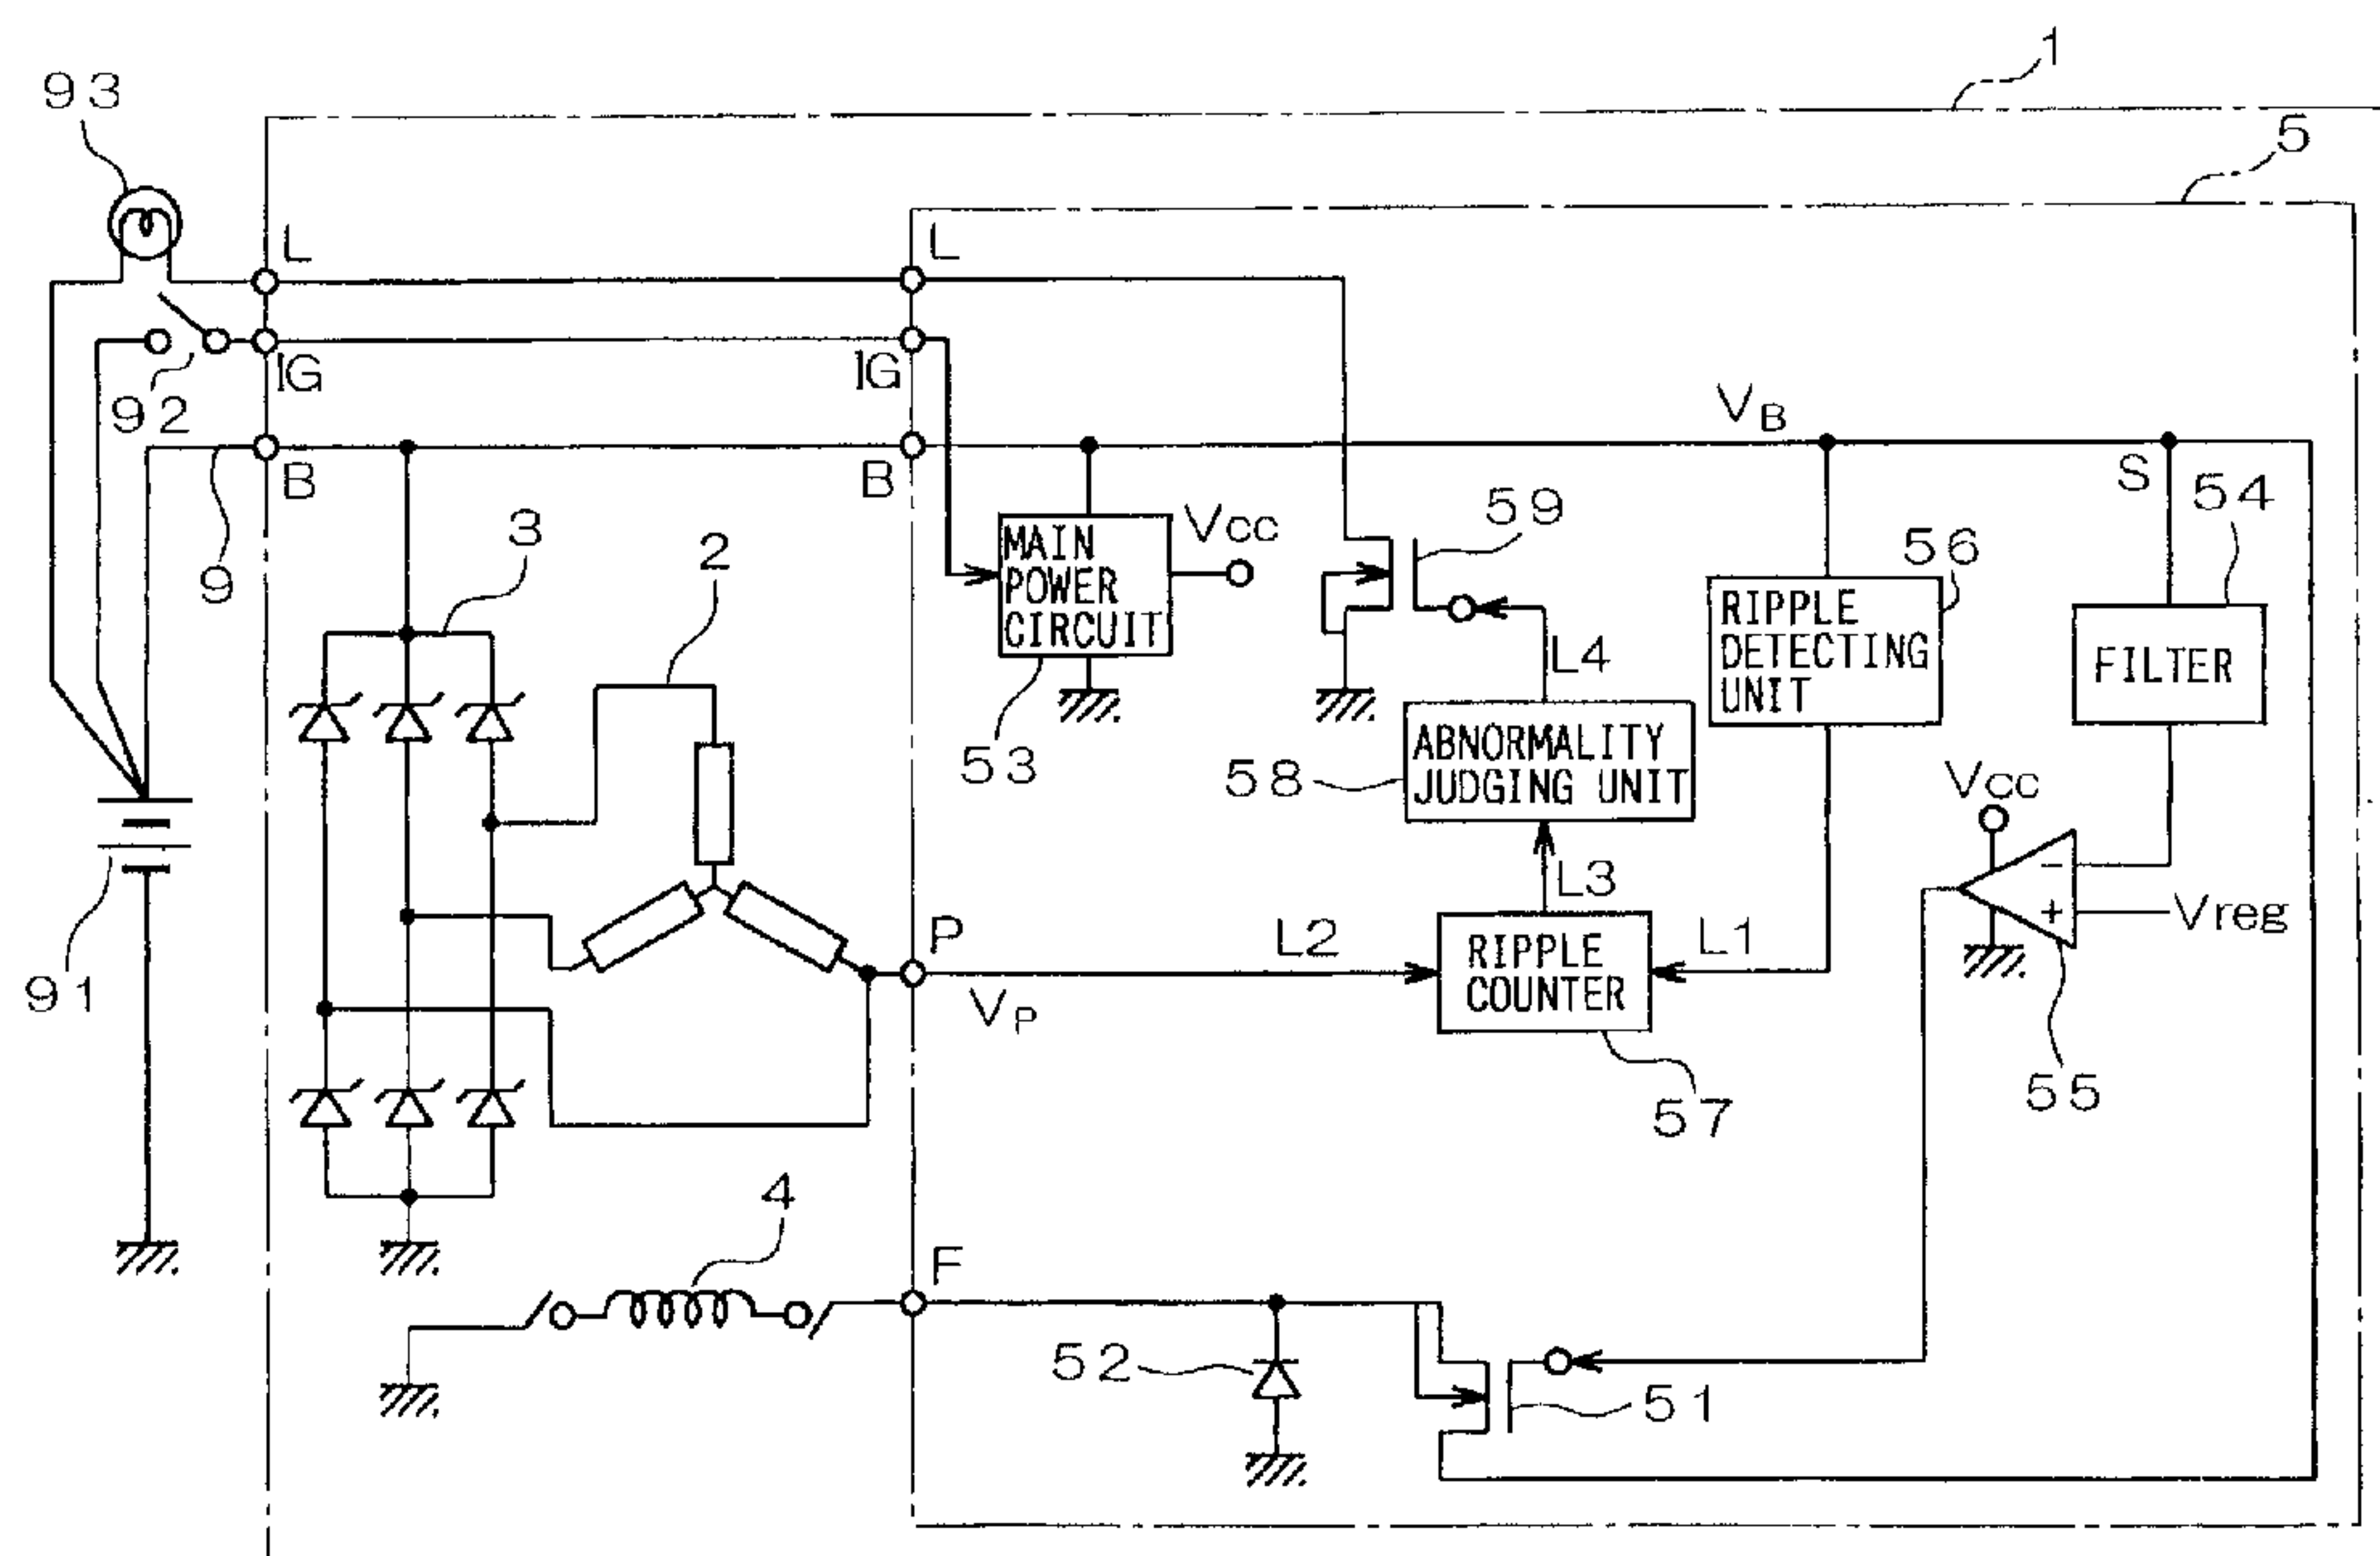 1
93
5
L
L
IG
IG
92
VB
B
B
S
54
59
Vcc
3
2
56
9
MAIN
POWER
CIRCUIT
RIPPLE
DETECTING
UNIT
FILTER
L4
53
58
ABNORMALITY
JUDGING UNIT
Vcc
L3
−
+
Vreg
91
P
L2
RIPPLE
COUNTER
L1
VP
55
57
4
F
52
51